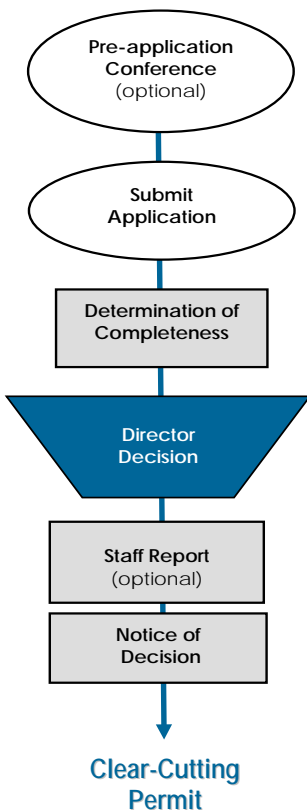 Pre-application
Conference
(optional)
Submit
Application
Determination of
Completeness
Director
Decision
Staff Report
(optional)
Notice of
Decision
Clear-Cutting
Permit